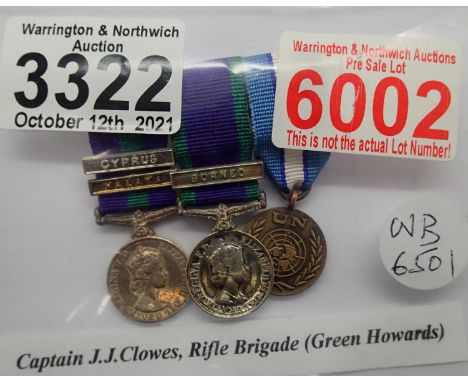 Warrington & Northwich
Auction
3322
October 12th 2021
Warrington & Northwich Auctions
Pre Sale Lot
6002
This is not the actual Lot Number!
CYPRUS
MALAYA
BORNEO
UN
WB
6501
Captain J.J.Clowes, Rifle Brigade (Green Howards)